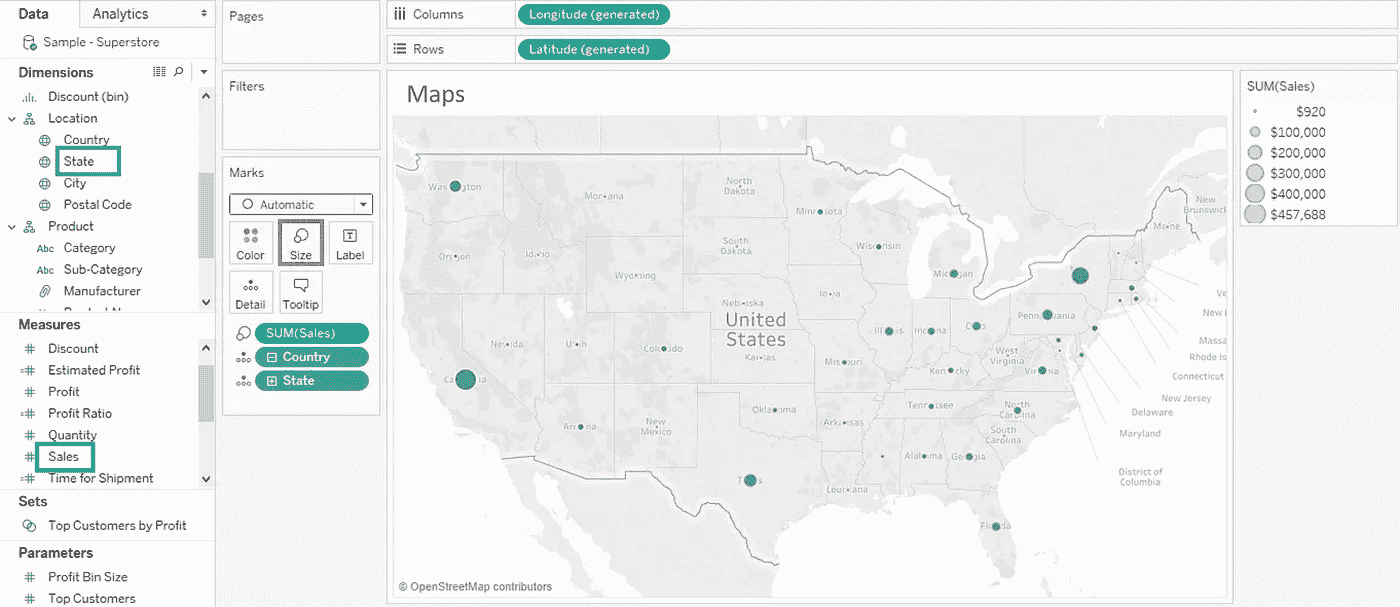 Data
Analytics
Sample - Superstore
Dimensions
Discount (bin)
Location
Country
State
City
Postal Code
Product
Abc Category
Abc Sub-Category
Manufacturer
Measures
Discount
Estimated Profit
Profit
Profit Ratio
Quantity
Sales
Time for Shipment
Sets
Top Customers by Profit
Parameters
Profit Bin Size
Top Customers
Pages
Filters
Marks
Automatic
Color
Size
Label
Detail
Tooltip
SUM(Sales)
Country
State
Columns
Longitude (generated)
Rows
Latitude (generated)
Maps
Washington
Montana
North
Dakota
Minnesota
Oregon
Idaho
Wyoming
South
Dakota
Wisconsin
Michigan
Maine
New
Brunswick
Nebraska
Iowa
United
States
Nevada
Utah
Colorado
Kansas
Missouri
Illinois
Indiana
Ohio
Pennsylvania
West
Virginia
Virginia
Kentucky
California
Arizona
New
Mexico
Oklahoma
Arkansas
Tennessee
North
Carolina
South
Carolina
Alabama
Georgia
Texas
Louisiana
Florida
Ve
New
Massa
Rhode Is
Connecticut
New Jersey
Delaware
Maryland
District of
Columbia
© OpenStreetMap contributors
SUM(Sales)
$920
$100,000
$200,000
$300,000
$400,000
$457,688